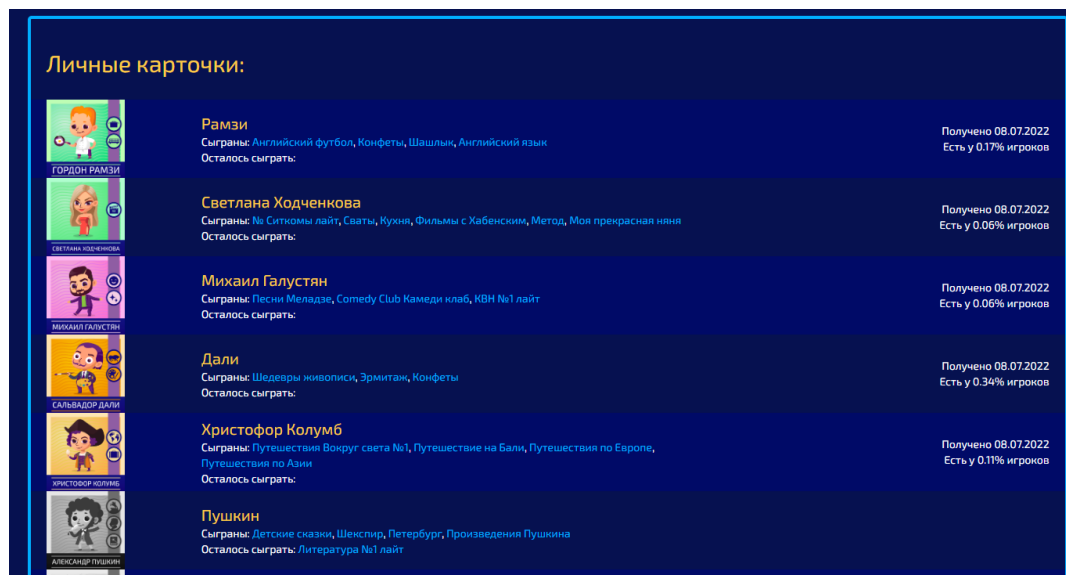 Личные карточки:
ГОРДОН РАМЗИ
Рамзи
Сыграны: Английский футбол, Конфеты, Шашлык, Английский язык
Осталось сыграть:
Получено 08.07.2022
Есть у 0.17% игроков
СВЕТЛАНА ХОДЧЕНКОВА
Светлана Ходченкова
Сыграны: № Ситкомы лайт, Сваты, Кухня, Фильмы с Хабенским, Метод, Моя прекрасная няня
Осталось сыграть:
Получено 08.07.2022
Есть у 0.06% игроков
МИХАИЛ ГАЛУСТЯН
Михаил Галустян
Сыграны: Песни Меладзе, Comedy Club Камеди клаб, КВН №1 лайт
Осталось сыграть:
Получено 08.07.2022
Есть у 0.06% игроков
САЛЬВАДОР ДАЛИ
Дали
Сыграны: Шедевры живописи, Эрмитаж, Конфеты
Осталось сыграть:
Получено 08.07.2022
Есть у 0.34% игроков
ХРИСТОФОР КОЛУМБ
Христофор Колумб
Сыграны: Путешествия Вокруг света №1, Путешествие на Бали, Путешествия по Европе,
Путешествия по Азии
Осталось сыграть:
Получено 08.07.2022
Есть у 0.11% игроков
АЛЕКСАНДР ПУШКИН
Пушкин
Сыграны: Детские сказки, Шекспир, Петербург, Произведения Пушкина
Осталось сыграть: Литература №1 лайт